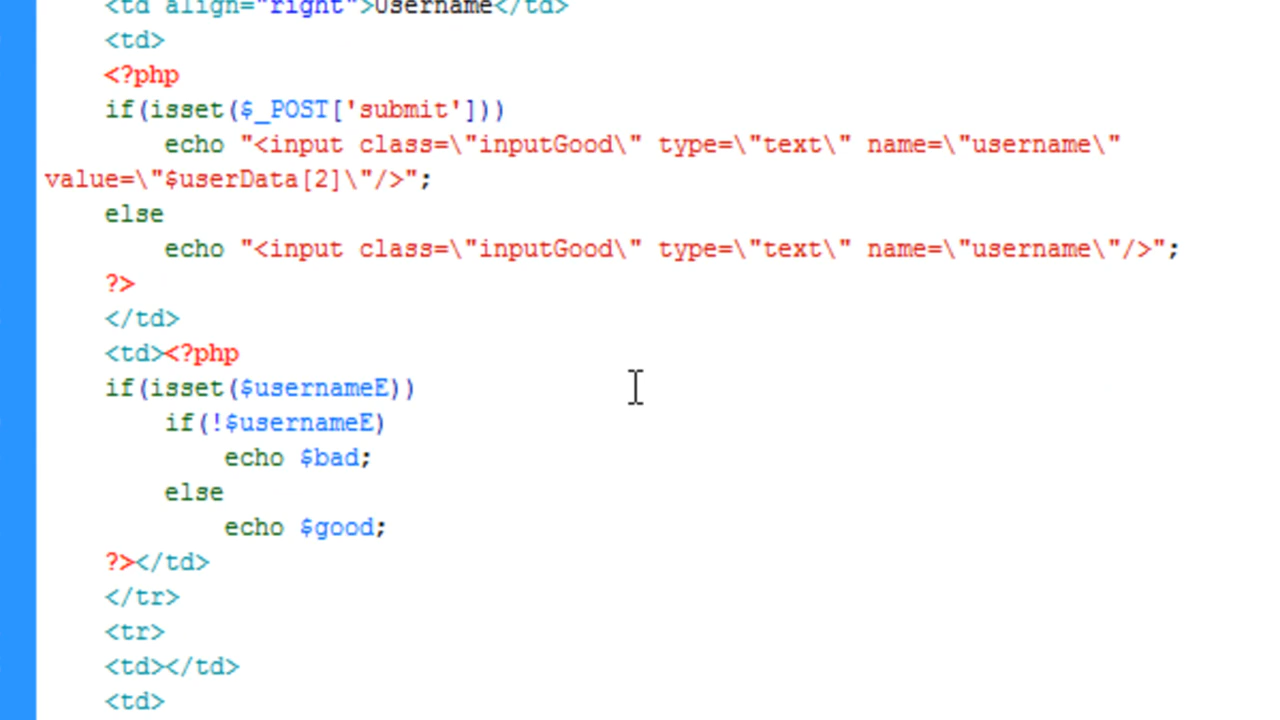 <td align="right">Username</td>
<td>
<?php
if(isset($_POST['submit']))
echo "<input class=\"inputGood\" type=\"text\" name=\"username\"
value=\"$userData[2]\"/>";
else
echo "<input class=\"inputGood\" type=\"text\" name=\"username\"/>";
?>
</td>
<td><?php
if(isset($usernameE))
if(!$usernameE)
echo $bad;
else
echo $good;
?></td>
</tr>
<tr>
<td></td>
<td>